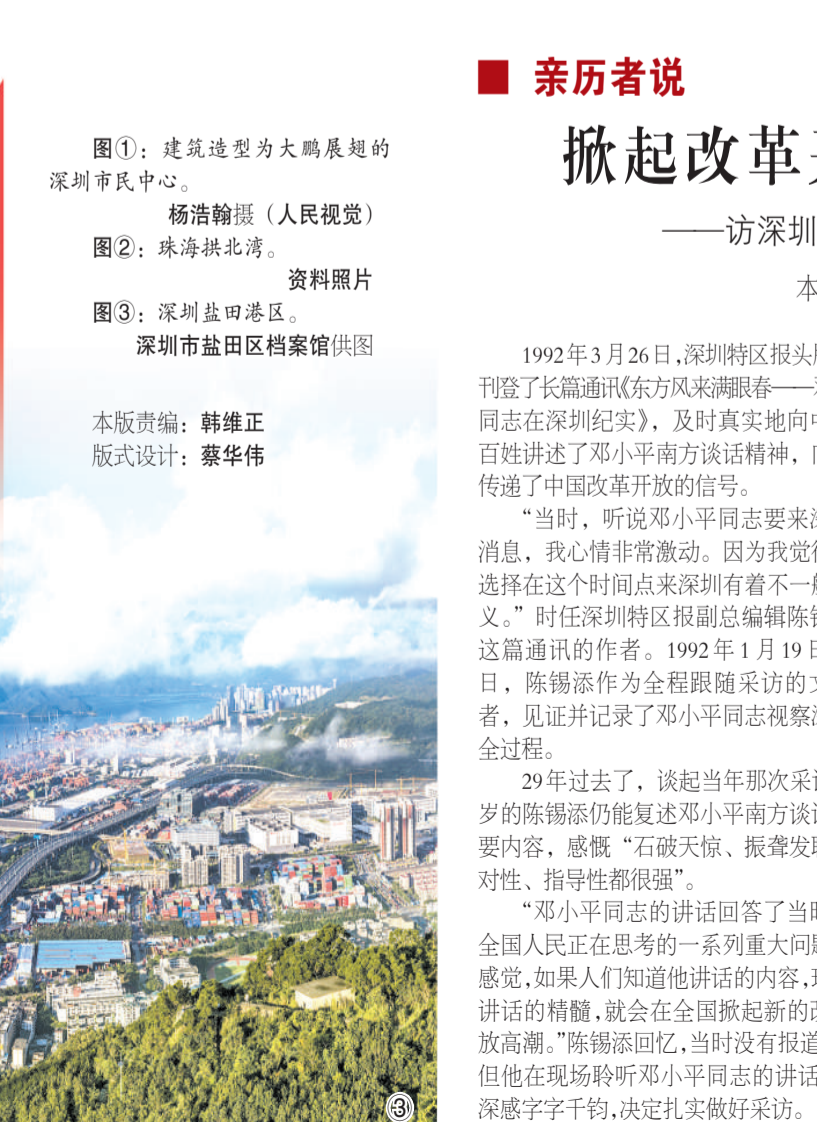 图①：建筑造型为大鹏展翅的
深圳市民中心。
杨浩翰摄（人民视觉）
图②：珠海拱北湾。
资料照片
图③：深圳盐田港区。
深圳市盐田区档案馆供图
本版责编：韩维正
版式设计：蔡华伟
③
■ 亲历者说
掀起改革
——访深圳
本
1992年3月26日，深圳特区报头
刊登了长篇通讯《东方风来满眼春——
同志在深圳纪实》，及时真实地向
百姓讲述了邓小平南方谈话精神，
传递了中国改革开放的信号。
“当时，听说邓小平同志要来
消息，我心情非常激动。因为我觉
选择在这个时间点来深圳有着不一
义。”时任深圳特区报副总编辑陈
这篇通讯的作者。1992年1月19日
日，陈锡添作为全程跟随采访的
者，见证并记录了邓小平同志视察
全过程。
29年过去了，谈起当年那次采
岁的陈锡添仍能复述邓小平南方谈
要内容，感慨“石破天惊、振聋发
对性、指导性都很强”。
“邓小平同志的讲话回答了当
全国人民正在思考的一系列重大问
感觉，如果人们知道他讲话的内容，
讲话的精髓，就会在全国掀起新的
放高潮。”陈锡添回忆，当时没有报道
但他在现场聆听邓小平同志的讲话
深感字字千钧，决定扎实做好采访。